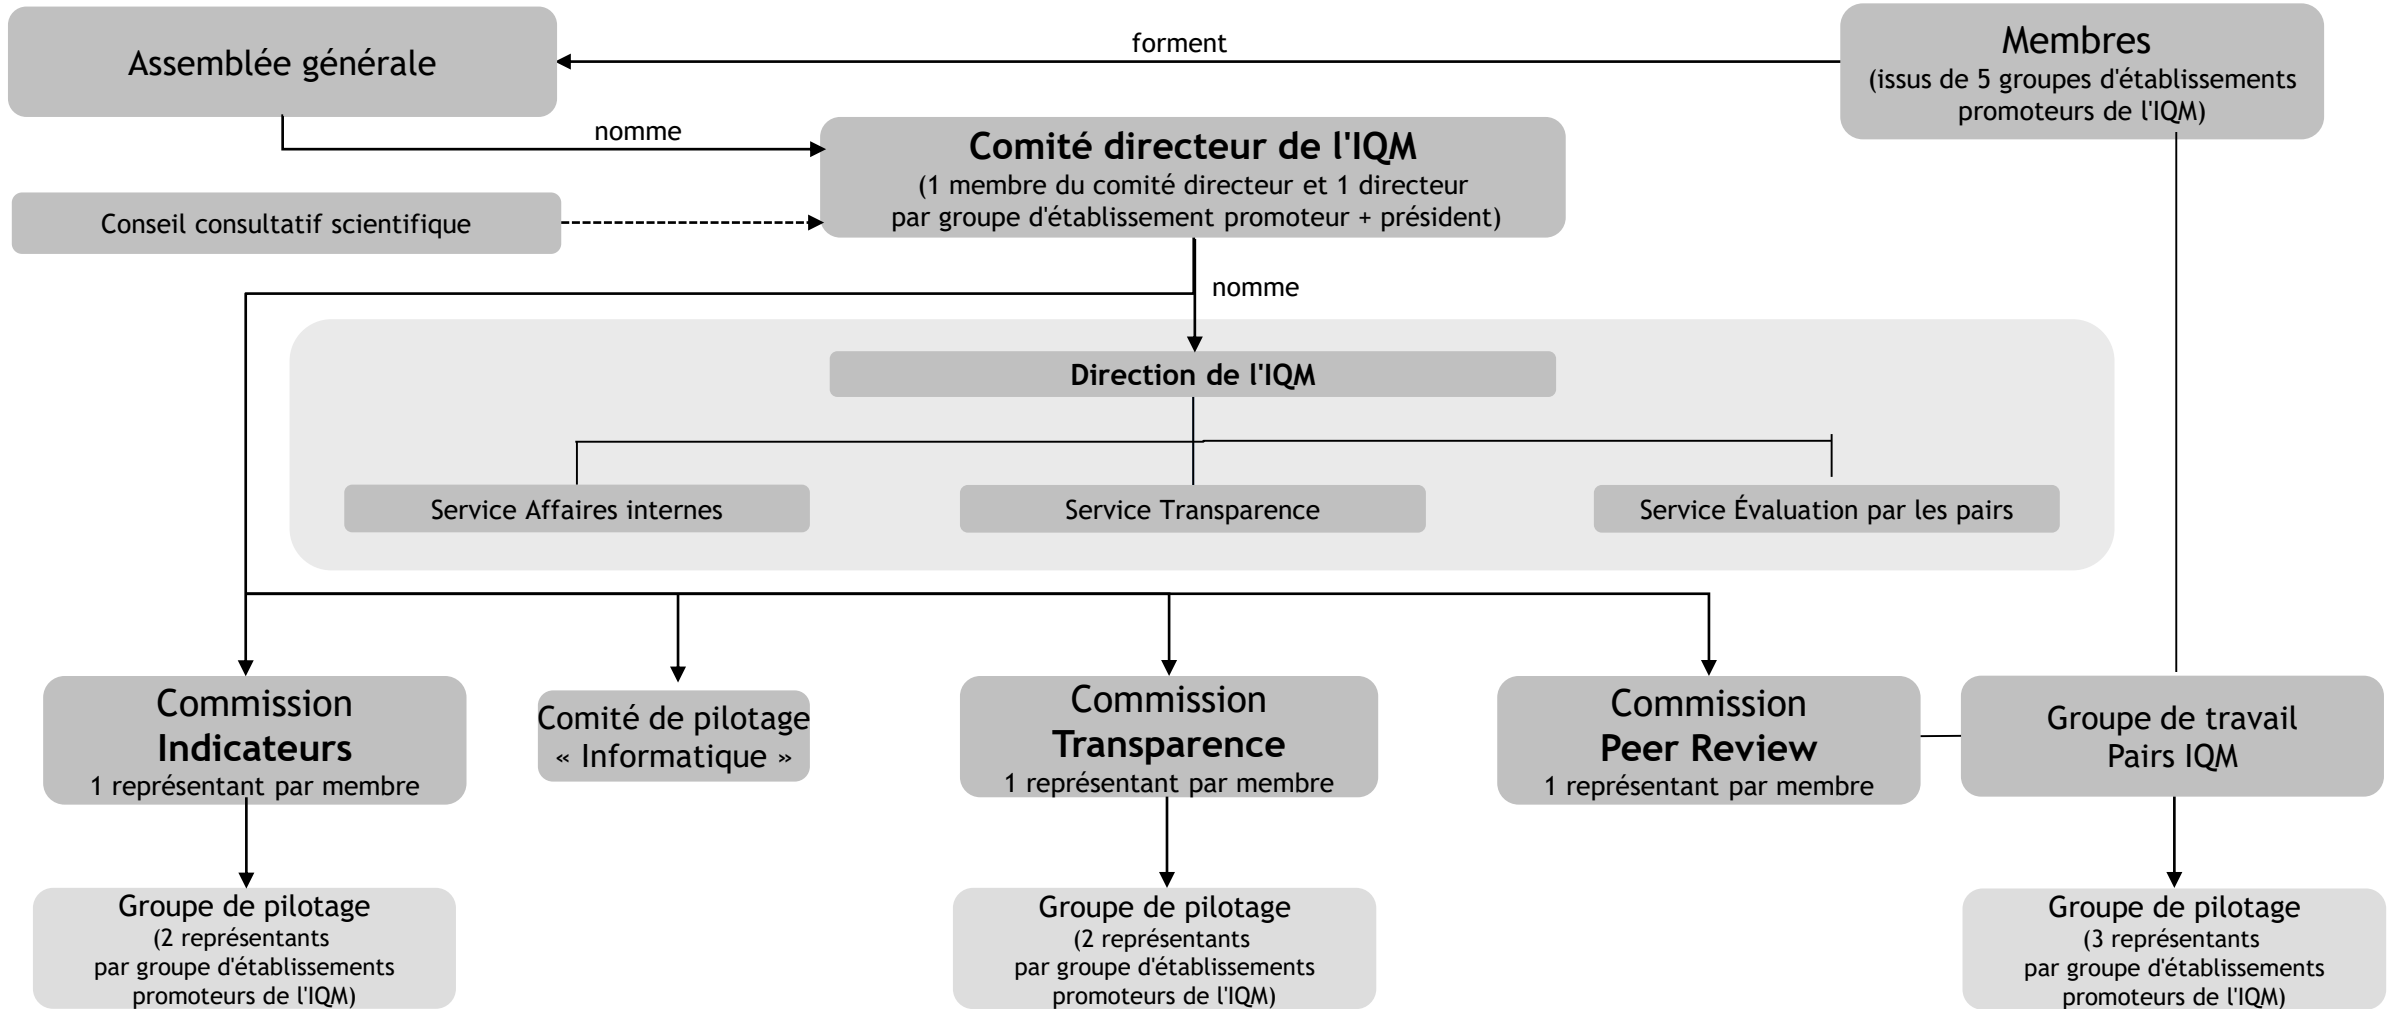 Assemblée générale
forment
Membres
(issus de 5 groupes d'établissements
promoteurs de l'IQM)
nomme
Comité directeur de l'IQM
(1 membre du comité directeur et 1 directeur
par groupe d'établissement promoteur + président)
Conseil consultatif scientifique
nomme
Direction de l'IQM
Service Affaires internes
Service Transparence
Service Évaluation par les pairs
Commission
Indicateurs
1 représentant par membre
Comité de pilotage
« Informatique »
Commission
Transparence
1 représentant par membre
Commission
Peer Review
1 représentant par membre
Groupe de travail
Pairs IQM
Groupe de pilotage
(2 représentants
par groupe d'établissements
promoteurs de l'IQM)
Groupe de pilotage
(2 représentants
par groupe d'établissements
promoteurs de l'IQM)
Groupe de pilotage
(3 représentants
par groupe d'établissements
promoteurs de l'IQM)